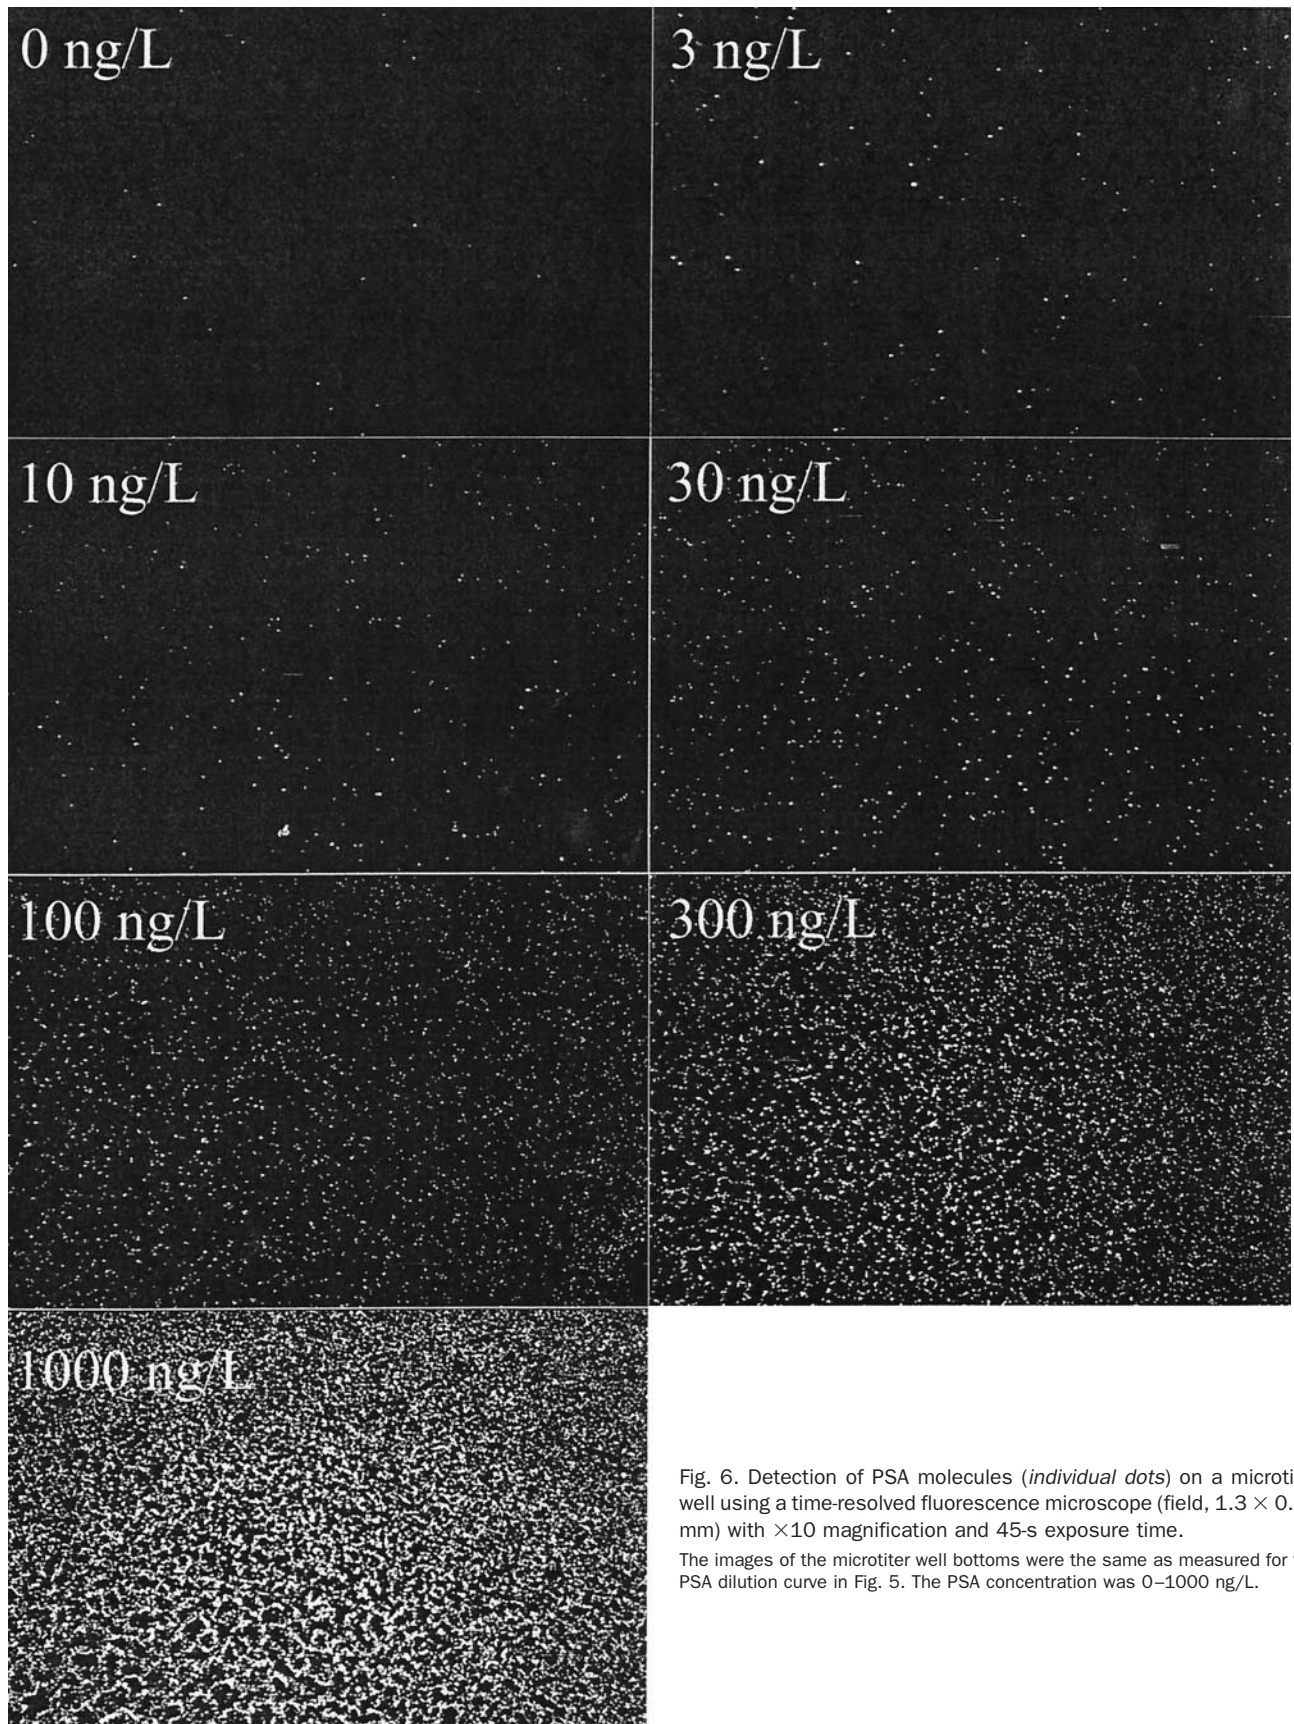 0 ng/L
3 ng/L
10 ng/L
30 ng/L
100 ng/L
300 ng/L
1000 ng/L
Fig. 6. Detection of PSA molecules (individual dots) on a
well using a time-resolved fluorescence microscope (field, 1.3 ×
mm) with ×10 magnification and 45-s exposure time.
The images of the microtiter well bottoms were the same as measured for
PSA dilution curve in Fig. 5. The PSA concentration was 0–1000 ng/L.